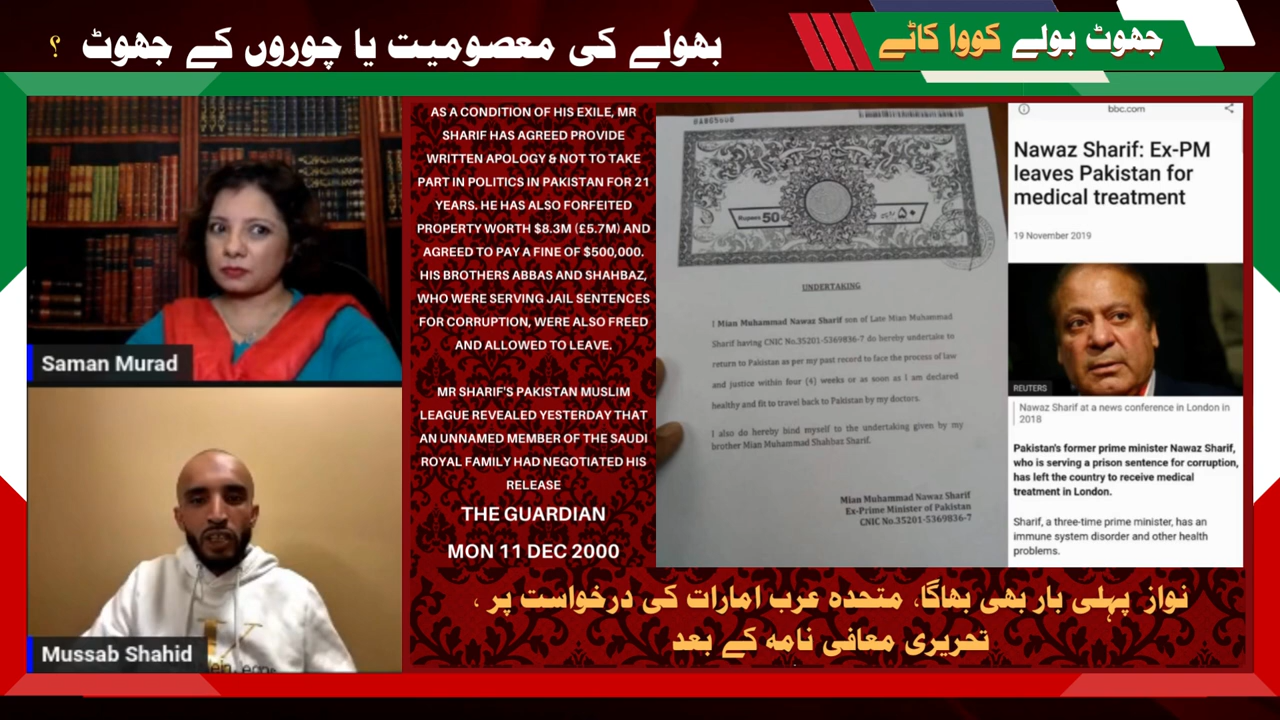 بھولے کی معصومیت یا چوروں کے جھوٹ ؟
جھوٹ بولے کووا کاٹے
Saman Murad
Mussab Shahid
AS A CONDITION OF HIS EXILE, MR
SHARIF HAS AGREED PROVIDE
WRITTEN APOLOGY & NOT TO TAKE
PART IN POLITICS IN PAKISTAN FOR 21
YEARS. HE HAS ALSO FORFEITED
PROPERTY WORTH $8.3M (£5.7M) AND
AGREED TO PAY A FINE OF $500,000.
HIS BROTHERS ABBAS AND SHAHBAZ,
WHO WERE SERVING JAIL SENTENCES
FOR CORRUPTION, WERE ALSO FREED
AND ALLOWED TO LEAVE.
MR SHARIF'S PAKISTAN MUSLIM
LEAGUE REVEALED YESTERDAY THAT
AN UNNAMED MEMBER OF THE SAUDI
ROYAL FAMILY HAD NEGOTIATED HIS
RELEASE
THE GUARDIAN
MON 11 DEC 2000
Rupees 50
۵۰
UNDERTAKING
I Mian Muhammad Nawaz Sharif son of Late Mian Muhammad
Sharif having CNIC No.35201-5369836-7 do hereby undertake to
return to Pakistan as per my past record to face the process of law
and justice within four (4) weeks or as soon as I am declared
healthy and fit to travel back to Pakistan by my doctors.
I also do hereby bind myself to the undertaking given by my
brother Mian Muhammad Shahbaz Sharif.
Mian Muhammad Nawaz Sharif
Ex-Prime Minister of Pakistan
CNIC No.35201-5369836-7
bbc.com
Nawaz Sharif: Ex-PM
leaves Pakistan for
medical treatment
19 November 2019
REUTERS
Nawaz Sharif at a news conference in London in
2018
Pakistan's former prime minister Nawaz Sharif,
who is serving a prison sentence for corruption,
has left the country to receive medical
treatment in London.
Sharif, a three-time prime minister, has an
immune system disorder and other health
problems.
نواز پہلی بار بھی بھاگا، متحدہ عرب امارات کی درخواست پر ،
تحریری معافی نامہ کے بعد